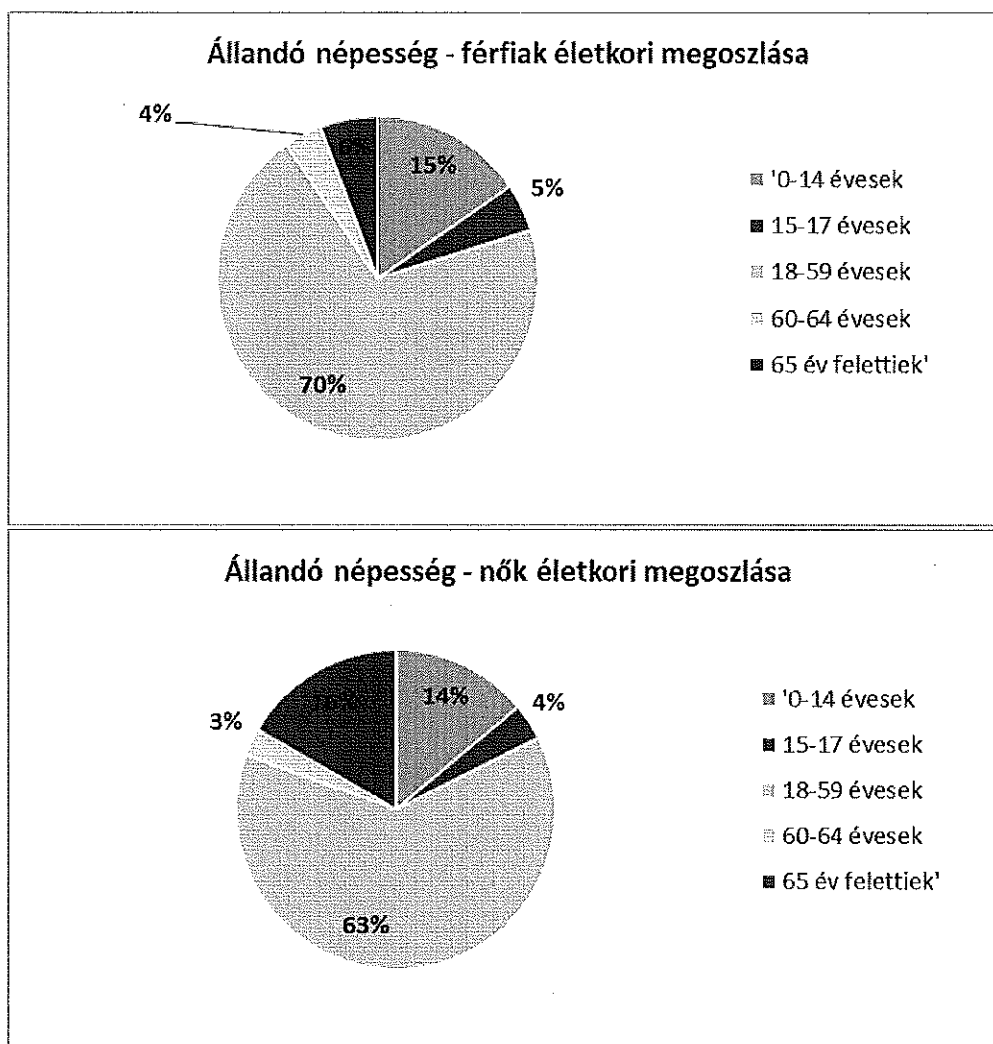 Állandó népesség - férfiak életkori megoszlása
4%
6%
15%
5%
70%
'0-14 évesek
15-17 évesek
18-59 évesek
60-64 évesek
65 év felettiek'
Állandó népesség - nők életkori megoszlása
3%
14%
4%
63%
'0-14 évesek
15-17 évesek
18-59 évesek
60-64 évesek
65 év felettiek'